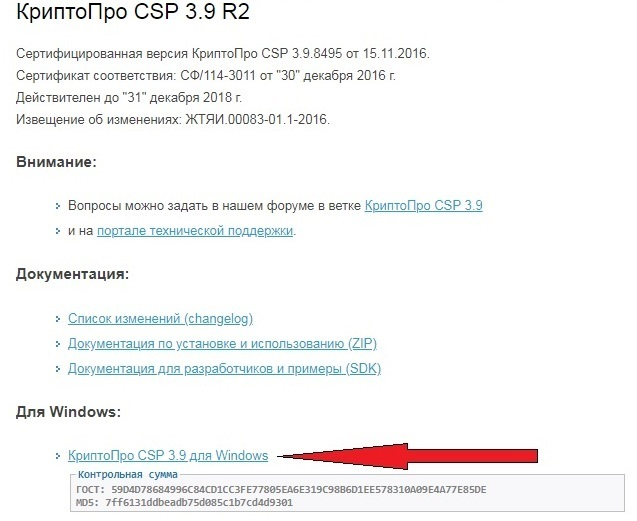 КриптоПро CSP 3.9 R2
Сертифицированная версия КриптоПро CSP 3.9.8495 от 15.11.2016.
Сертификат соответствия: СФ/114-3011 от "30" декабря 2016 г.
Действителен до "31" декабря 2018 г.
Извещение об изменениях: ЖТЯИ.00083-01.1-2016.
Внимание:
Вопросы можно задать в нашем форуме в ветке КриптоПро CSP 3.9
и на портале технической поддержки.
Документация:
Список изменений (changelog)
Документация по установке и использованию (ZIP)
Документация для разработчиков и примеры (SDK)
Для Windows:
КриптоПро CSP 3.9 для Windows
Контрольная сумма
ГОСТ: 59D4D78684996C84CD1CC3FE77805EA6E319C98B6D1EE578310A09E4A77E85DE
MD5: 7ff6131ddbeadb75d085c1b7cd4d9301